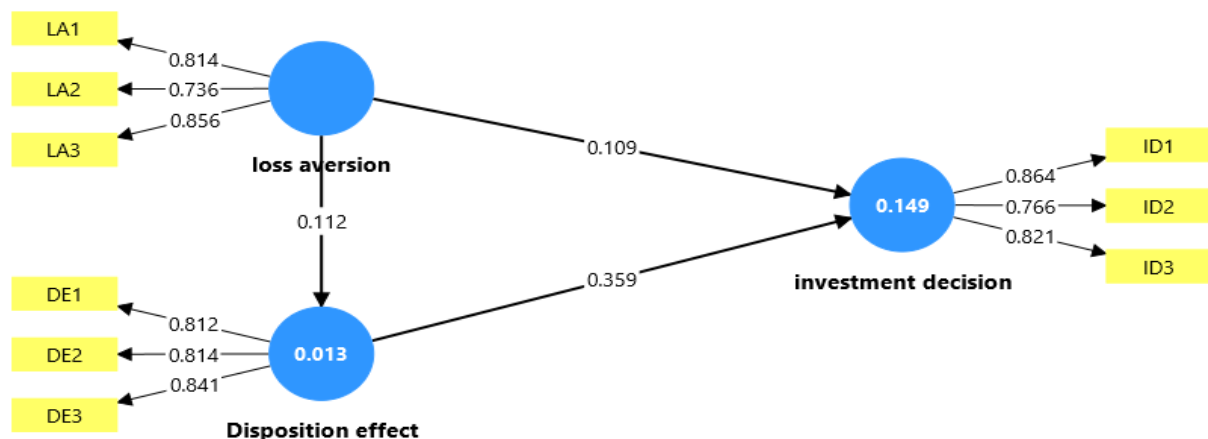 LA1
0.814
LA2
0.736
0.856
LA3
loss aversion
0.109
0.112
ID1
0.864
0.149
0.766
ID2
0.821
ID3
investment decision
0.359
DE1
0.812
DE2
0.814
0.013
0.841
DE3
Disposition effect